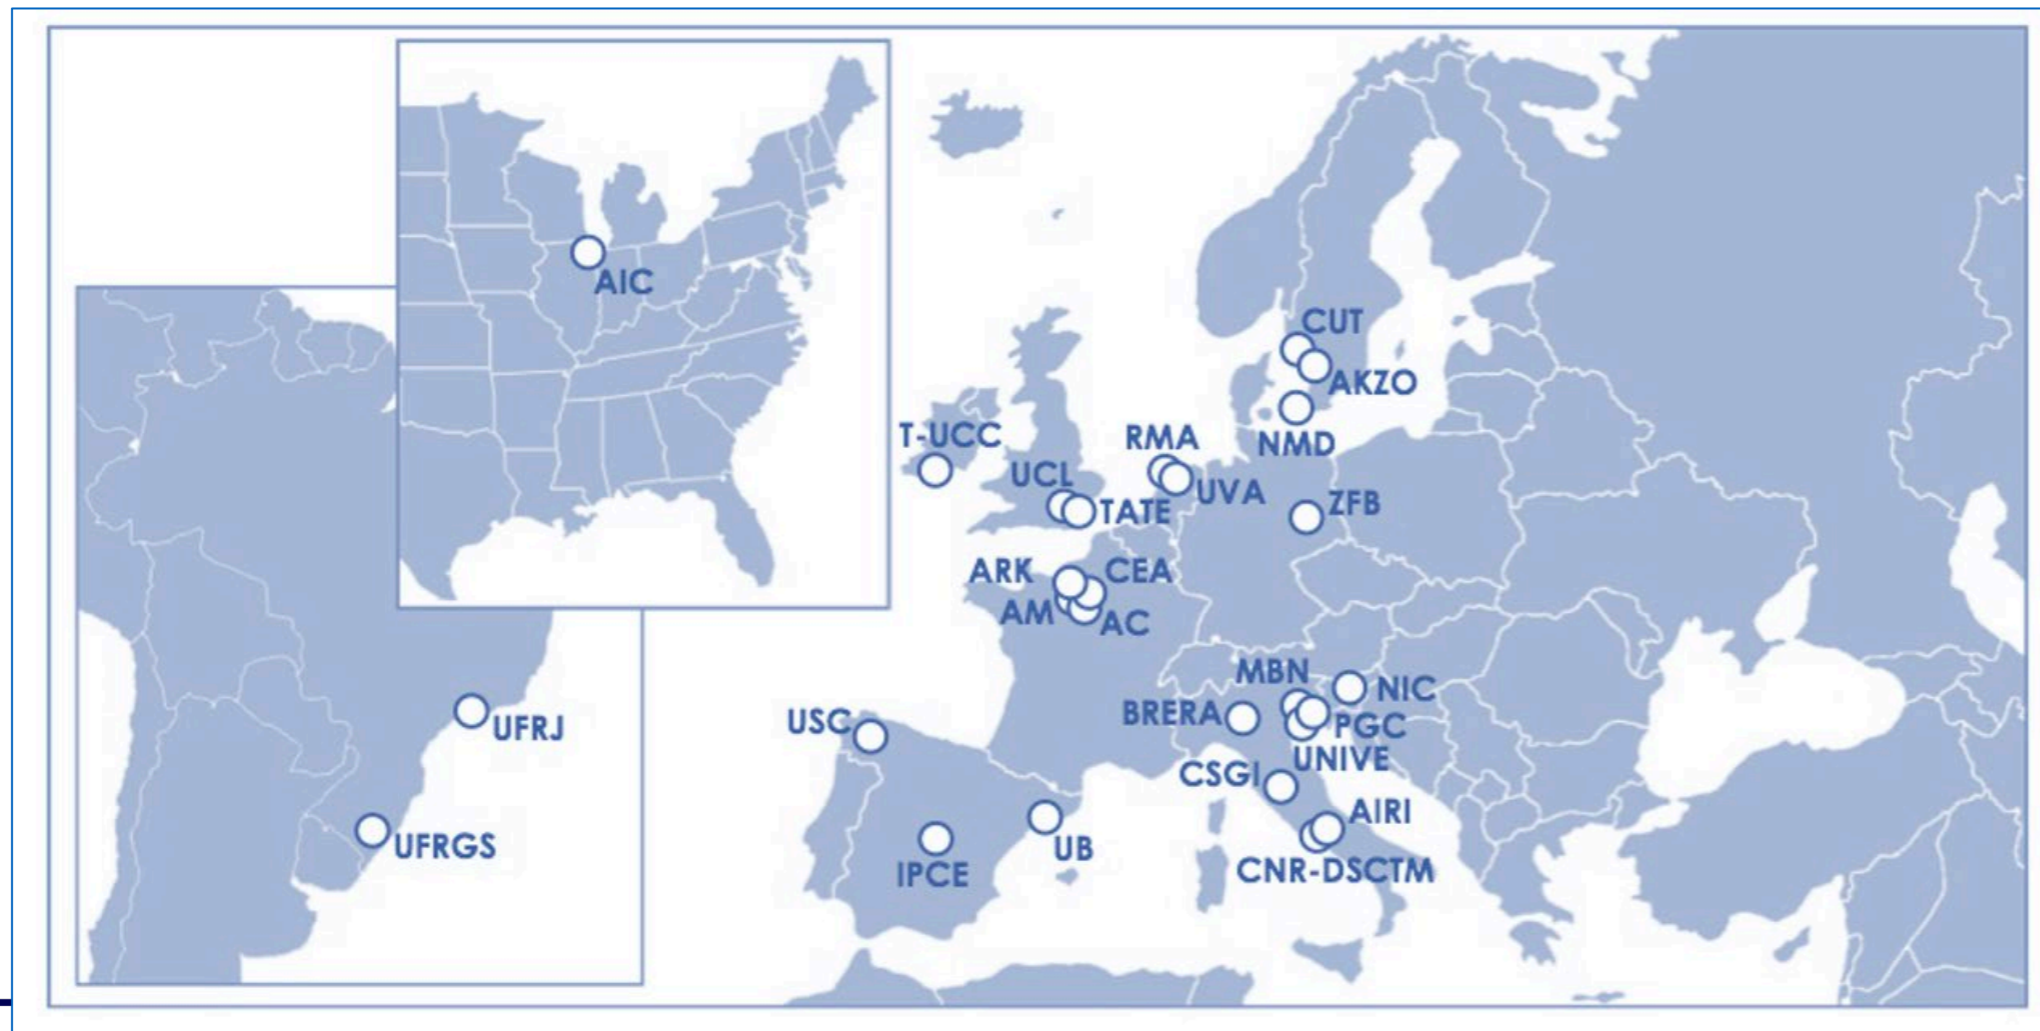 AIC
UFRJ
UFRGS
CUT
AKZO
NMD
T-UCC
RMA
UCL
UVA
TATE
ZFB
ARK
CEA
AM
AC
MBN
NIC
BRERA
PGC
USC
UNIVE
CSGI
AIRI
UB
IPCE
CNR-DSCTM